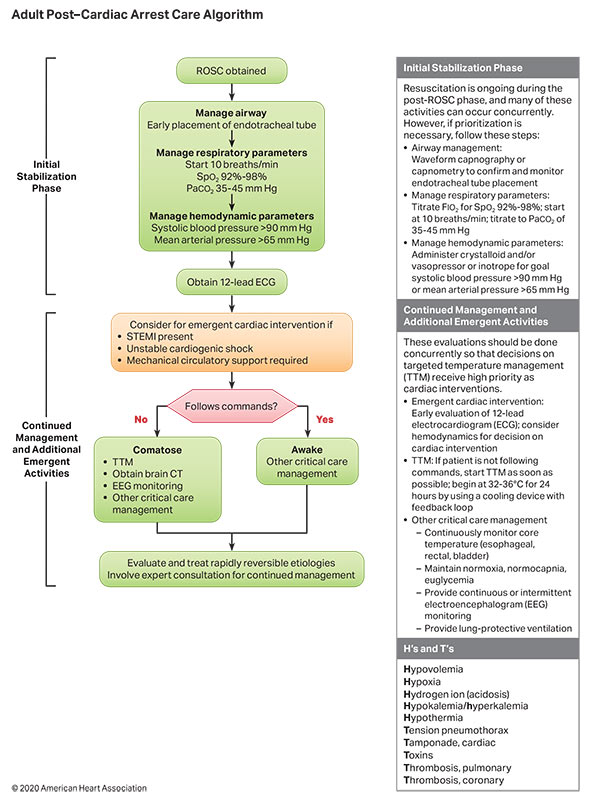 Adult Post–Cardiac Arrest Care Algorithm
Initial
Stabilization
Phase
ROSC obtained
Manage airway
Early placement of endotracheal tube
Manage respiratory parameters
Start 10 breaths/min
SpO₂ 92%-98%
PaCO₂ 35-45 mm Hg
Manage hemodynamic parameters
Systolic blood pressure >90 mm Hg
Mean arterial pressure >65 mm Hg
Obtain 12-lead ECG
Continued
Management
and Additional
Emergent
Activities
Consider for emergent cardiac intervention if
• STEMI present
• Unstable cardiogenic shock
• Mechanical circulatory support required
Follows commands?
No
Yes
Comatose
• TTM
• Obtain brain CT
• EEG monitoring
• Other critical care
management
Awake
Other critical care
management
Evaluate and treat rapidly reversible etiologies
Involve expert consultation for continued management
Initial Stabilization Phase
Resuscitation is ongoing during the
post-ROSC phase, and many of these
activities can occur concurrently.
However, if prioritization is
necessary, follow these steps:
• Airway management:
Waveform capnography or
capnometry to confirm and monitor
endotracheal tube placement
• Manage respiratory parameters:
Titrate FIO₂ for SpO₂ 92%-98%; start
at 10 breaths/min; titrate to PaCO₂ of
35-45 mm Hg
• Manage hemodynamic parameters:
Administer crystalloid and/or
vasopressor or inotrope for goal
systolic blood pressure >90 mm Hg
or mean arterial pressure >65 mm Hg
Continued Management and
Additional Emergent Activities
These evaluations should be done
concurrently so that decisions on
targeted temperature management
(TTM) receive high priority as
cardiac interventions.
• Emergent cardiac intervention:
Early evaluation of 12-lead
electrocardiogram (ECG); consider
hemodynamics for decision on
cardiac intervention
• TTM: If patient is not following
commands, start TTM as soon as
possible; begin at 32-36°C for 24
hours by using a cooling device with
feedback loop
• Other critical care management
– Continuously monitor core
temperature (esophageal,
rectal, bladder)
– Maintain normoxia, normocapnia,
euglycemia
– Provide continuous or intermittent
electroencephalogram (EEG)
monitoring
– Provide lung-protective ventilation
H's and T's
Hypovolemia
Hypoxia
Hydrogen ion (acidosis)
Hypokalemia/hyperkalemia
Hypothermia
Tension pneumothorax
Tamponade, cardiac
Toxins
Thrombosis, pulmonary
Thrombosis, coronary
© 2020 American Heart Association